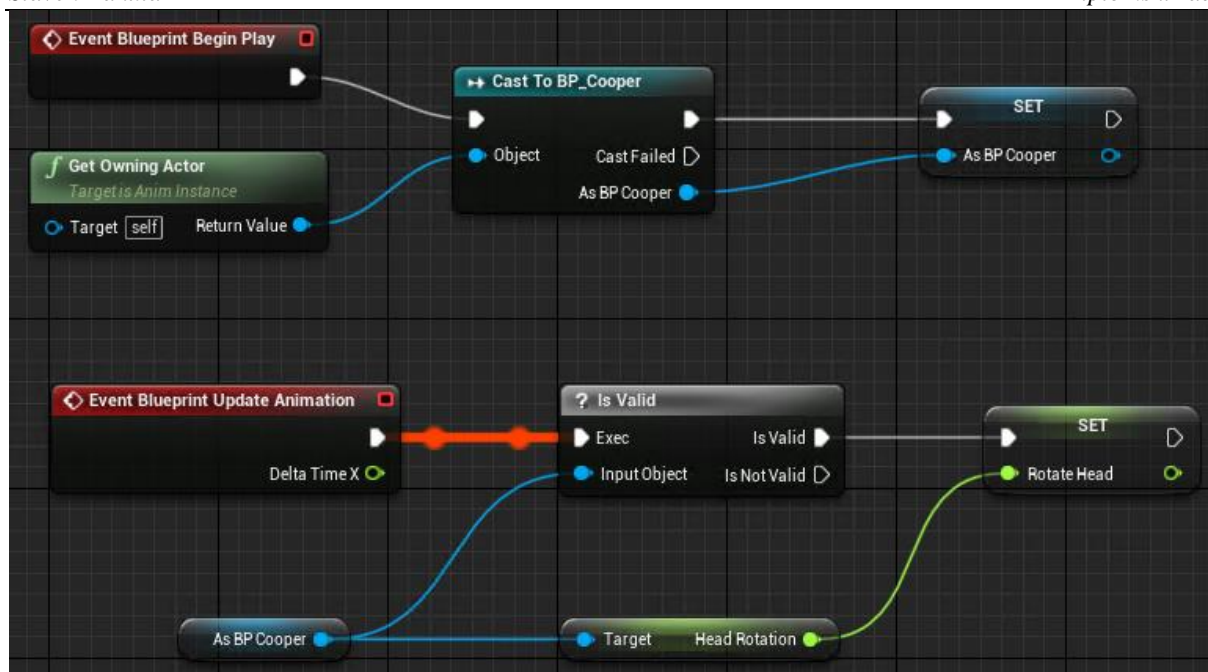 Event Blueprint Begin Play
Cast To BP_Cooper
SET
Object
Cast Failed
As BP Cooper
As BP Cooper
f Get Owning Actor
Target is Anim Instance
Target self
Return Value
Event Blueprint Update Animation
Delta Time X
? Is Valid
Exec
Is Valid
Input Object
Is Not Valid
SET
Rotate Head
As BP Cooper
Target
Head Rotation